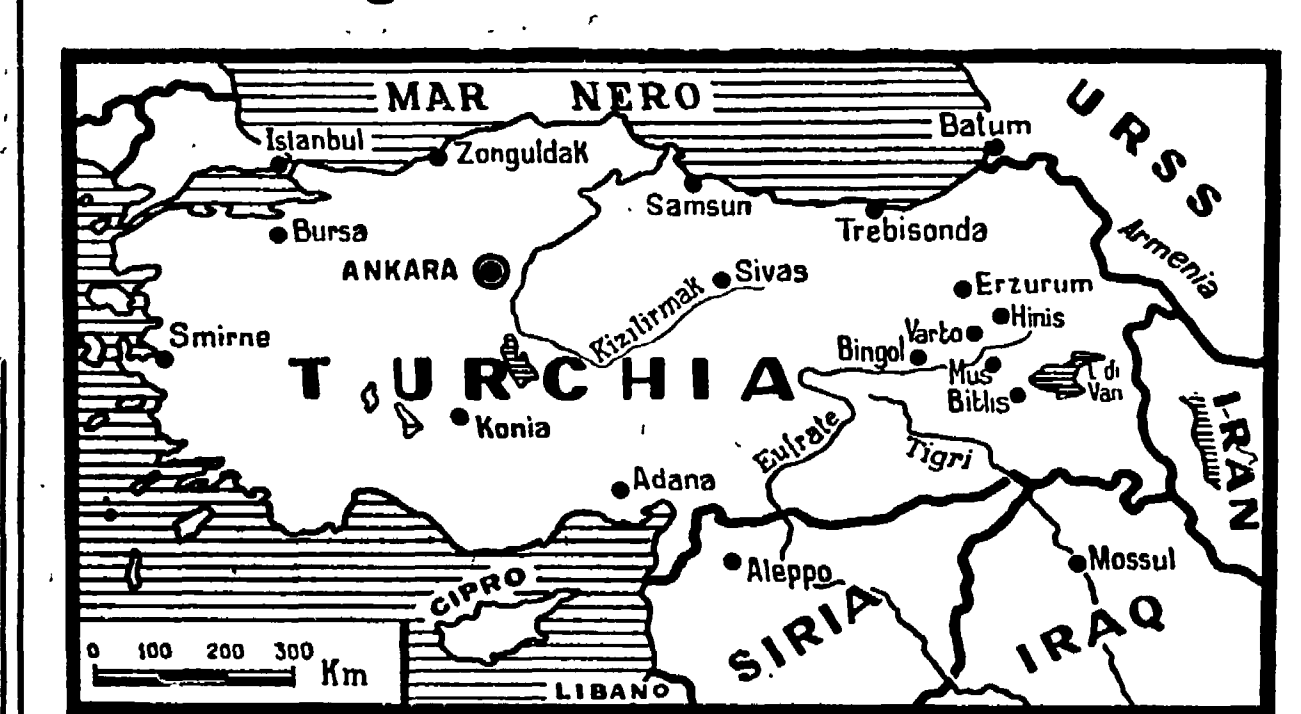 MAR NERO
URSS
Batum
Istanbul
Zonguldak
Samsun
Trebisonda
Armenia
Bursa
ANKARA
Sivas
Erzurum
Kizilirmak
Hinis
Varto
Smirne
Bingol
TURCHIA
Mus
L. di
Van
Bitlis
IRAN
Konia
Eufrate
Tigri
Adana
Aleppo
Mossul
CIPRO
SIRIA
IRAQ
0 100 200 300
Km
LIBANO